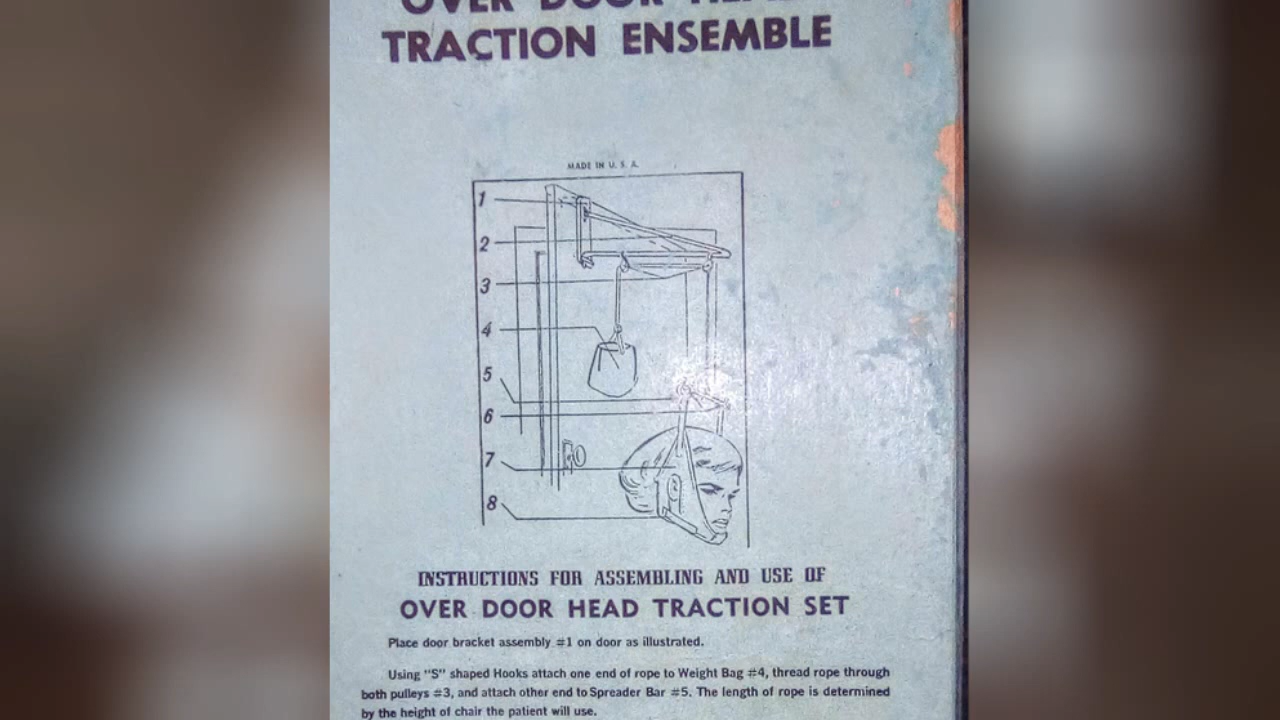 OVER DOOR HEAD
TRACTION ENSEMBLE
MADE IN U. S. A.
1
2
3
4
5
6
7
8
INSTRUCTIONS FOR ASSEMBLING AND USE OF
OVER DOOR HEAD TRACTION SET
Place door bracket assembly #1 on door as illustrated.
Using "S" shaped Hooks attach one end of rope to Weight Bag #4, thread rope through
both pulleys #3, and attach other end to Spreader Bar #5. The length of rope is determined
by the height of chair the patient will use.